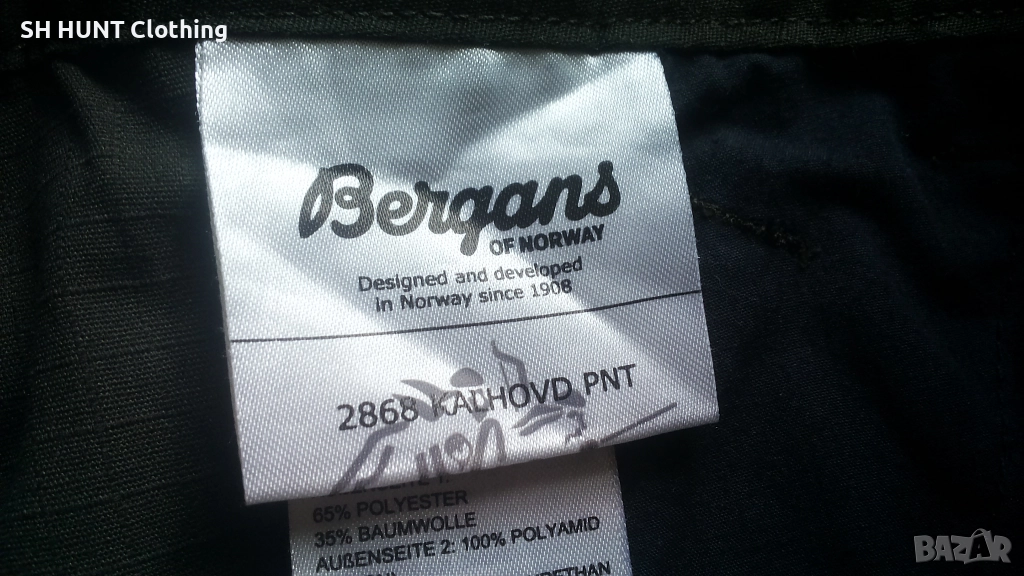 SH HUNT Clothing
Bergans
OF NORWAY
Designed and developed
in Norway since 1908
2868 KALHOVD PNT
65% POLYESTER
35% BAUMWOLLE
AUßENSEITE 2: 100% POLYAMID
BAZAR